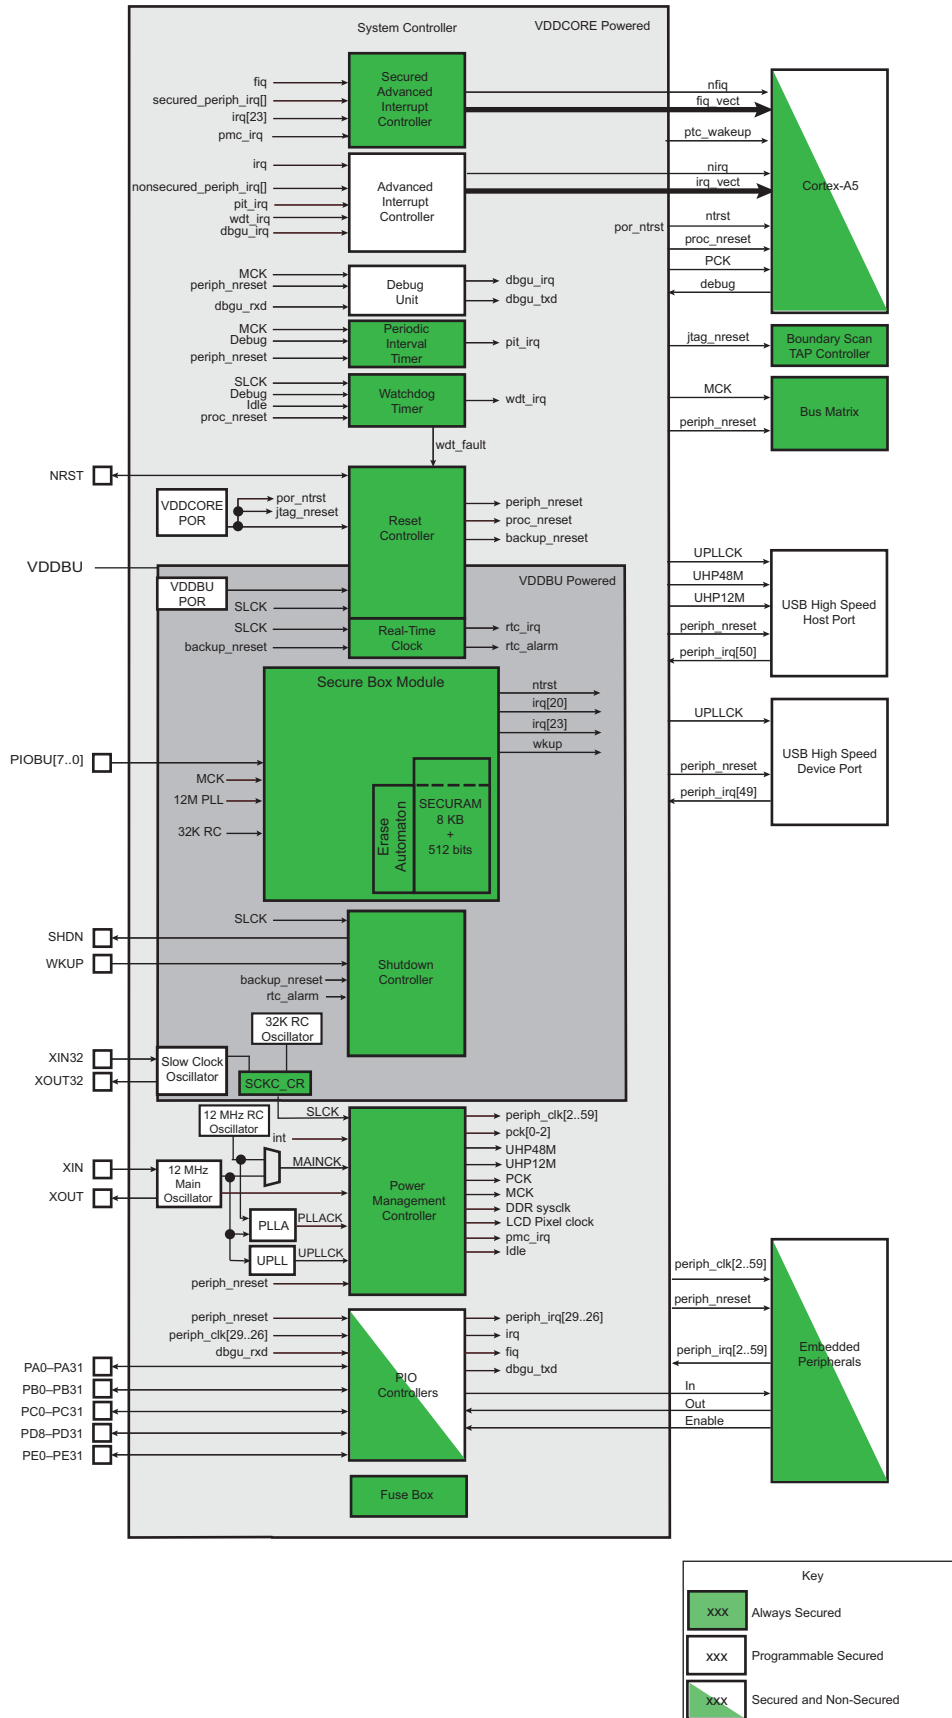 System Controller
VDDCORE Powered
fiq
secured_periph_irq[]
irq[23]
pmc_irq
Secured
Advanced
Interrupt
Controller
nfiq
fiq_vect
ptc_wakeup
irq
nonsecured_periph_irq[]
pit_irq
wdt_irq
dbgu_irq
Advanced
Interrupt
Controller
nirq
irq_vect
Cortex-A5
por_ntrst
ntrst
proc_nreset
PCK
debug
MCK
periph_nreset
dbgu_rxd
Debug
Unit
dbgu_irq
dbgu_txd
MCK
Debug
periph_nreset
Periodic
Interval
Timer
pit_irq
jtag_nreset
Boundary Scan
TAP Controller
SLCK
Debug
Idle
proc_nreset
Watchdog
Timer
wdt_irq
MCK
periph_nreset
Bus Matrix
wdt_fault
NRST
VDDCORE
POR
por_ntrst
jtag_nreset
Reset
Controller
periph_nreset
proc_nreset
backup_nreset
VDDBU
VDDBU Powered
VDDBU
POR
SLCK
SLCK
backup_nreset
Real-Time
Clock
rtc_irq
rtc_alarm
UPLLCK
UHP48M
UHP12M
periph_nreset
periph_irq[50]
USB High Speed
Host Port
Secure Box Module
ntrst
irq[20]
irq[23]
wkup
PIOBU[7..0]
MCK
12M PLL
32K RC
Erase
Automaton
SECURAM
8 KB
+
512 bits
UPLLCK
periph_nreset
periph_irq[49]
USB High Speed
Device Port
SLCK
SHDN
WKUP
backup_nreset
rtc_alarm
Shutdown
Controller
32K RC
Oscillator
XIN32
XOUT32
Slow Clock
Oscillator
SCKC_CR
SLCK
12 MHz RC
Oscillator
int
MAINCK
XIN
XOUT
12 MHz
Main
Oscillator
PLLA
PLLACK
UPLL
UPLLCK
periph_nreset
Power
Management
Controller
periph_clk[2..59]
pck[0-2]
UHP48M
UHP12M
PCK
MCK
DDR sysclk
LCD Pixel clock
pmc_irq
Idle
periph_nreset
periph_clk[29..26]
dbgu_rxd
PA0–PA31
PB0–PB31
PC0–PC31
PD8–PD31
PE0–PE31
PIO
Controllers
periph_irq[29..26]
irq
fiq
dbgu_txd
periph_clk[2..59]
periph_nreset
periph_irq[2..59]
In
Out
Enable
Embedded
Peripherals
Fuse Box
Key
xxx
Always Secured
xxx
Programmable Secured
xxx
Secured and Non-Secured